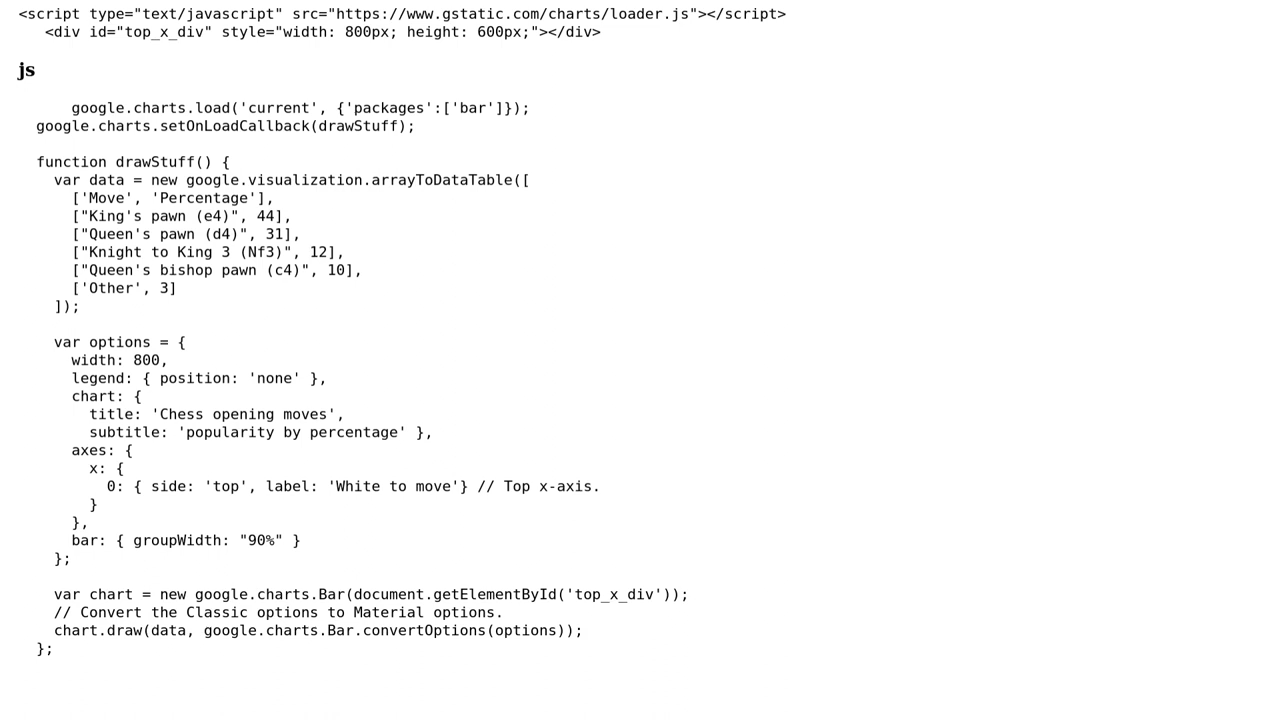 <script type="text/javascript" src="https://www.gstatic.com/charts/loader.js"></script>
   <div id="top_x_div" style="width: 800px; height: 600px;"></div>
js
      google.charts.load('current', {'packages':['bar']});
  google.charts.setOnLoadCallback(drawStuff);

  function drawStuff() {
    var data = new google.visualization.arrayToDataTable([
      ['Move', 'Percentage'],
      ["King's pawn (e4)", 44],
      ["Queen's pawn (d4)", 31],
      ["Knight to King 3 (Nf3)", 12],
      ["Queen's bishop pawn (c4)", 10],
      ['Other', 3]
    ]);

    var options = {
      width: 800,
      legend: { position: 'none' },
      chart: {
        title: 'Chess opening moves',
        subtitle: 'popularity by percentage' },
      axes: {
        x: {
          0: { side: 'top', label: 'White to move'} // Top x-axis.
        }
      },
      bar: { groupWidth: "90%" }
    };

    var chart = new google.charts.Bar(document.getElementById('top_x_div'));
    // Convert the Classic options to Material options.
    chart.draw(data, google.charts.Bar.convertOptions(options));
  };